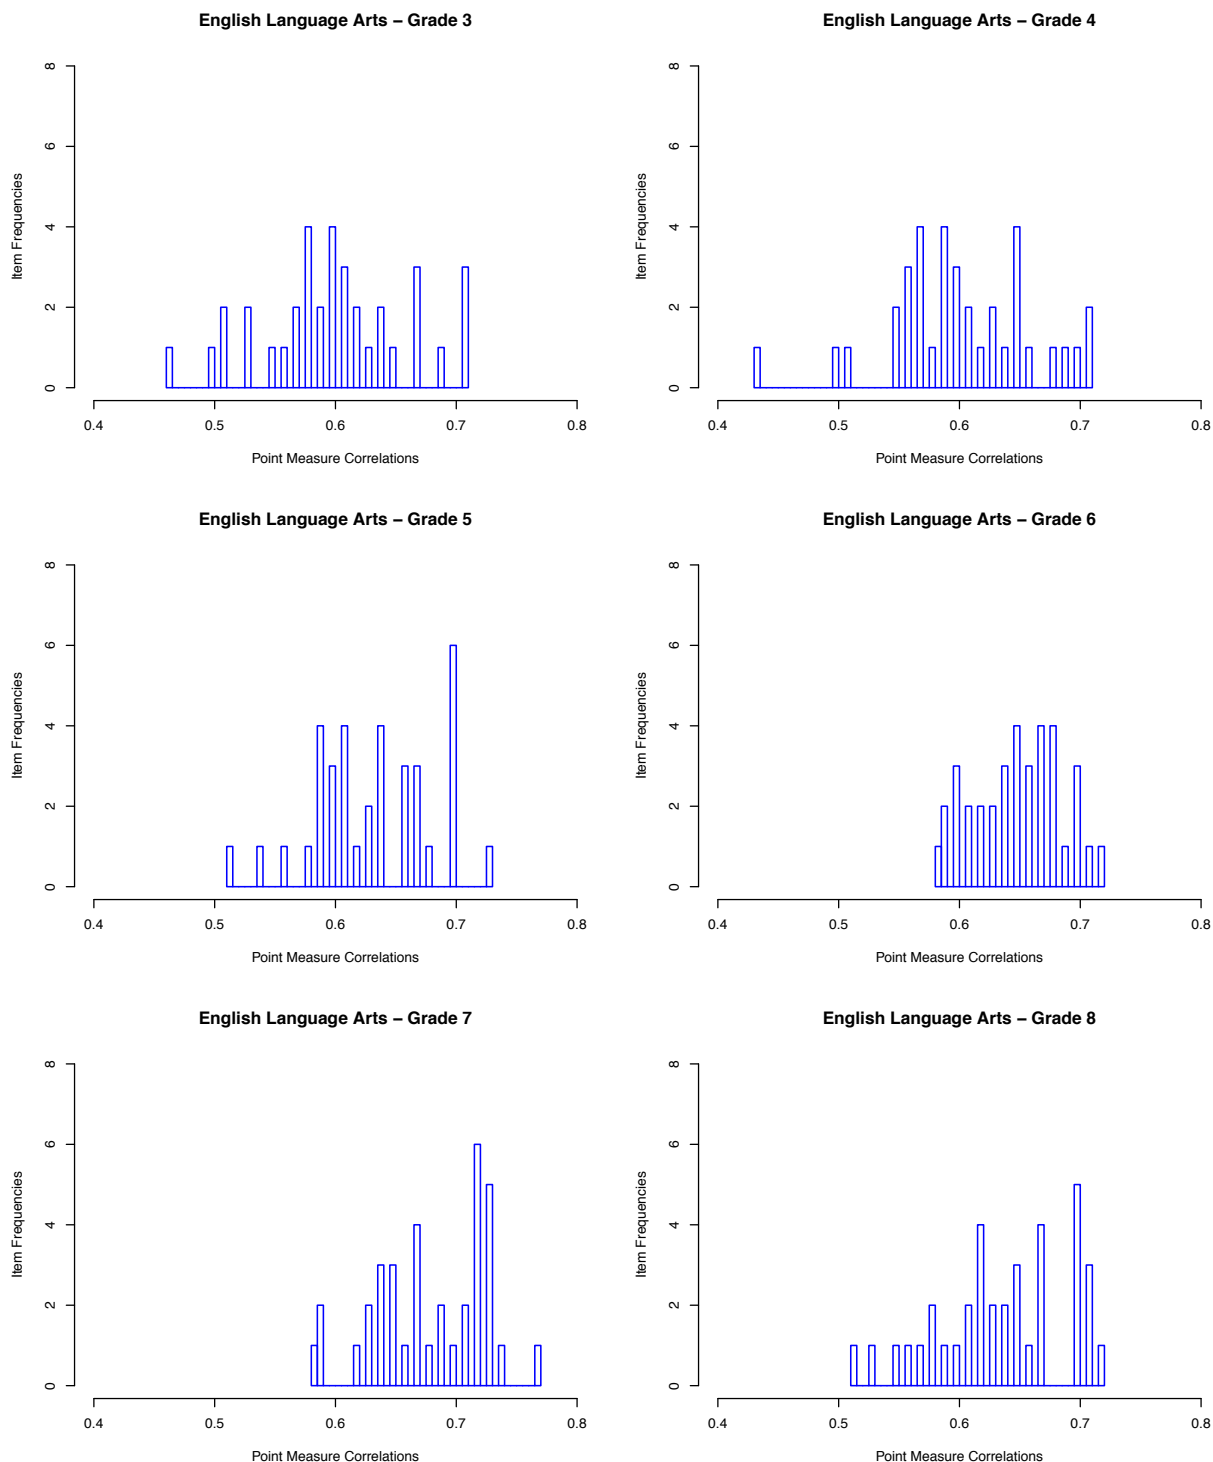 English Language Arts – Grade 3
8
6
4
2
0
Item Frequencies
0.4 0.5 0.6 0.7 0.8
Point Measure Correlations
English Language Arts – Grade 4
8
6
4
2
0
Item Frequencies
0.4 0.5 0.6 0.7 0.8
Point Measure Correlations
English Language Arts – Grade 5
8
6
4
2
0
Item Frequencies
0.4 0.5 0.6 0.7 0.8
Point Measure Correlations
English Language Arts – Grade 6
8
6
4
2
0
Item Frequencies
0.4 0.5 0.6 0.7 0.8
Point Measure Correlations
English Language Arts – Grade 7
8
6
4
2
0
Item Frequencies
0.4 0.5 0.6 0.7 0.8
Point Measure Correlations
English Language Arts – Grade 8
8
6
4
2
0
Item Frequencies
0.4 0.5 0.6 0.7 0.8
Point Measure Correlations